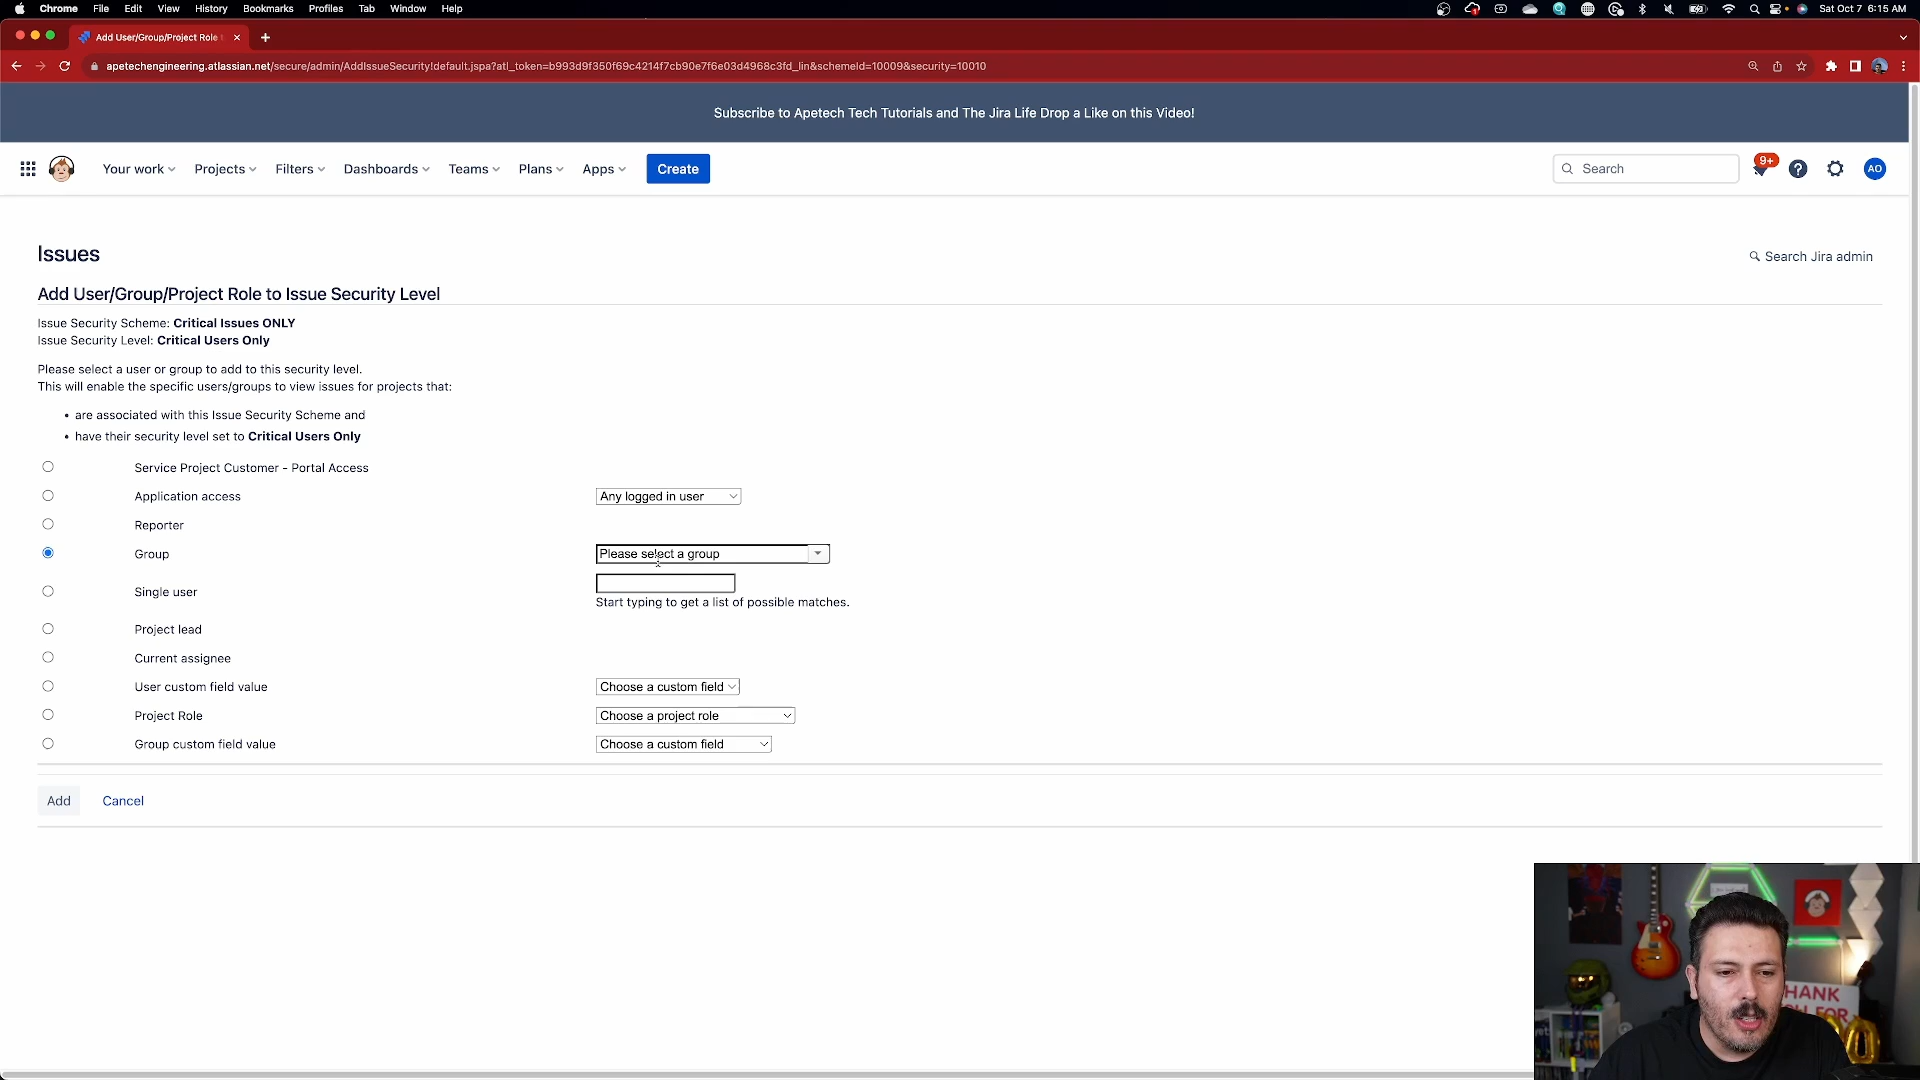 Chrome File Edit View History Bookmarks Profiles Tab Window Help
Sat Oct 7 6:15 AM
Add User/Group/Project Role t
apetechengineering.atlassian.net/secure/admin/AddIssueSecurity!default.jspa?atl_token=b993d9f350f69c4214f7cb90e7f6e03d4968c3fd_lin&schemeId=10009&security=10010
Subscribe to Apetech Tech Tutorials and The Jira Life Drop a Like on this Video!
Your work Projects Filters Dashboards Teams Plans Apps Create Search 9+ AO
Issues
Search Jira admin
Add User/Group/Project Role to Issue Security Level
Issue Security Scheme: Critical Issues ONLY
Issue Security Level: Critical Users Only
Please select a user or group to add to this security level.
This will enable the specific users/groups to view issues for projects that:
• are associated with this Issue Security Scheme and
• have their security level set to Critical Users Only
Service Project Customer - Portal Access
Application access Any logged in user
Reporter
Group Please select a group
Single user
Start typing to get a list of possible matches.
Project lead
Current assignee
User custom field value Choose a custom field
Project Role Choose a project role
Group custom field value Choose a custom field
Add Cancel
HANK
FOR